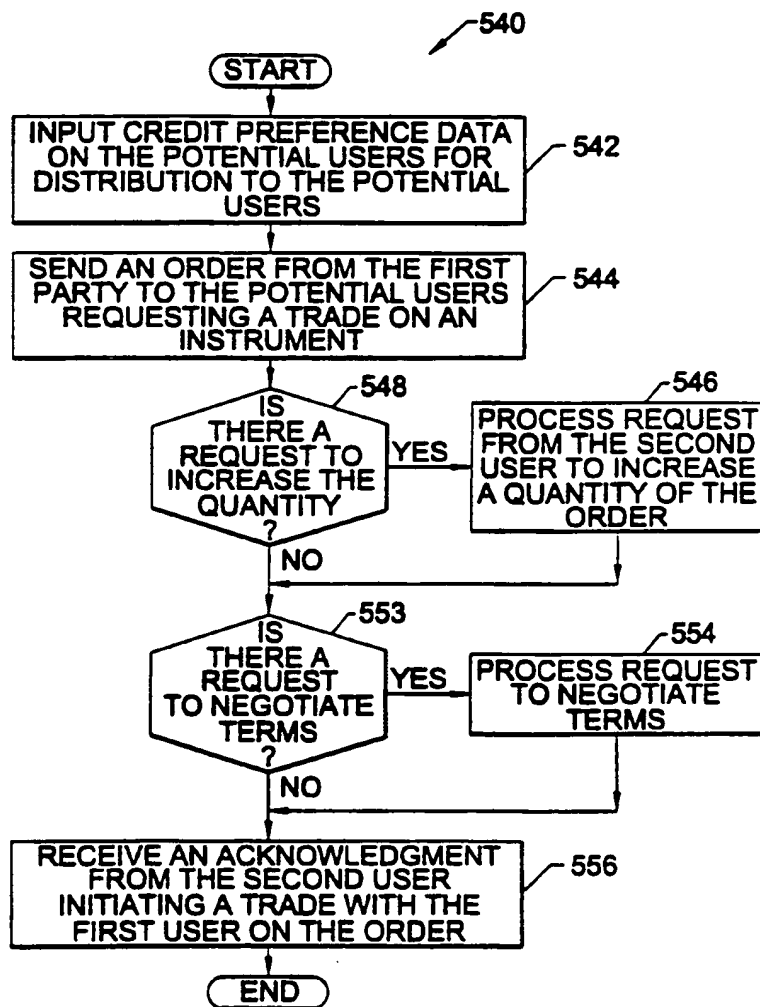 540
START
INPUT CREDIT PREFERENCE DATA
ON THE POTENTIAL USERS FOR
DISTRIBUTION TO THE POTENTIAL
USERS
542
SEND AN ORDER FROM THE FIRST
PARTY TO THE POTENTIAL USERS
REQUESTING A TRADE ON AN
INSTRUMENT
544
548
IS
THERE A
REQUEST TO
INCREASE THE
QUANTITY
?
YES
NO
546
PROCESS REQUEST
FROM THE SECOND
USER TO INCREASE
A QUANTITY OF THE
ORDER
553
IS
THERE A
REQUEST
TO NEGOTIATE
TERMS
?
YES
NO
554
PROCESS REQUEST
TO NEGOTIATE
TERMS
RECEIVE AN ACKNOWLEDGMENT
FROM THE SECOND USER
INITIATING A TRADE WITH THE
FIRST USER ON THE ORDER
556
END